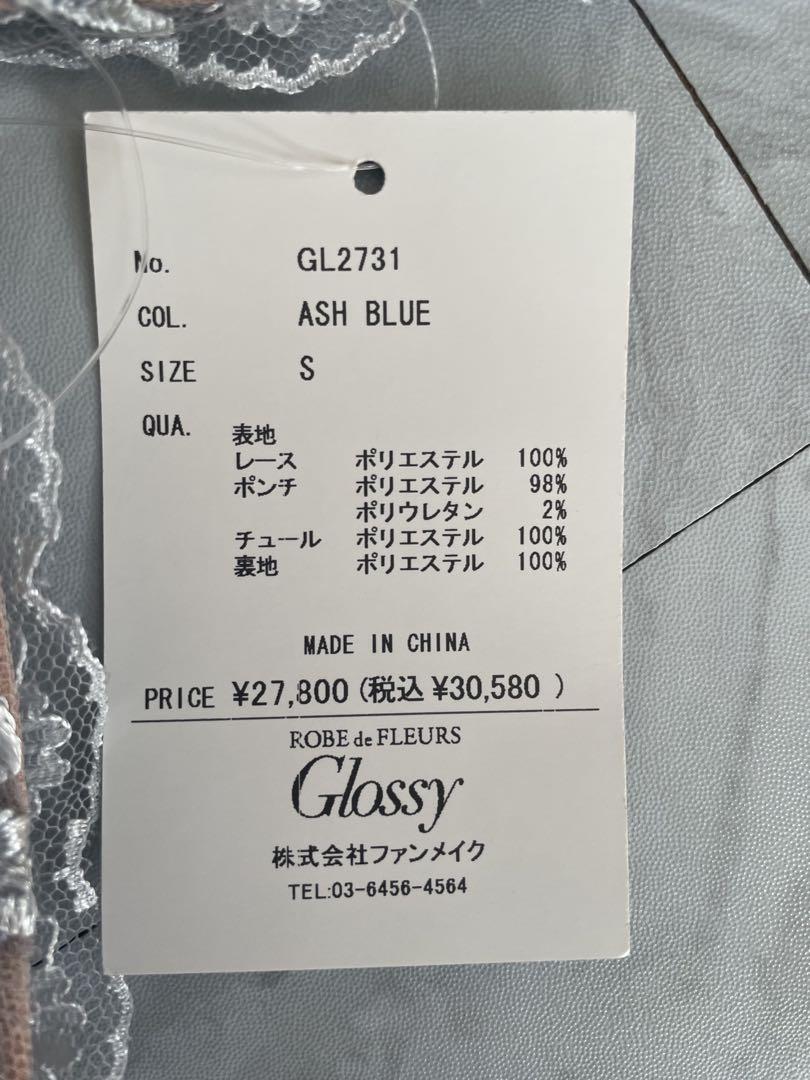 No. GL2731
COL. ASH BLUE
SIZE S
QUA. 表地
レース ポリエステル 100%
ポンチ ポリエステル 98%
ポリウレタン 2%
チュール ポリエステル 100%
裏地 ポリエステル 100%
MADE IN CHINA
PRICE ¥27,800 (税込 ¥30,580 )
ROBE de FLEURS
Glossy
株式会社ファンメイク
TEL:03-6456-4564